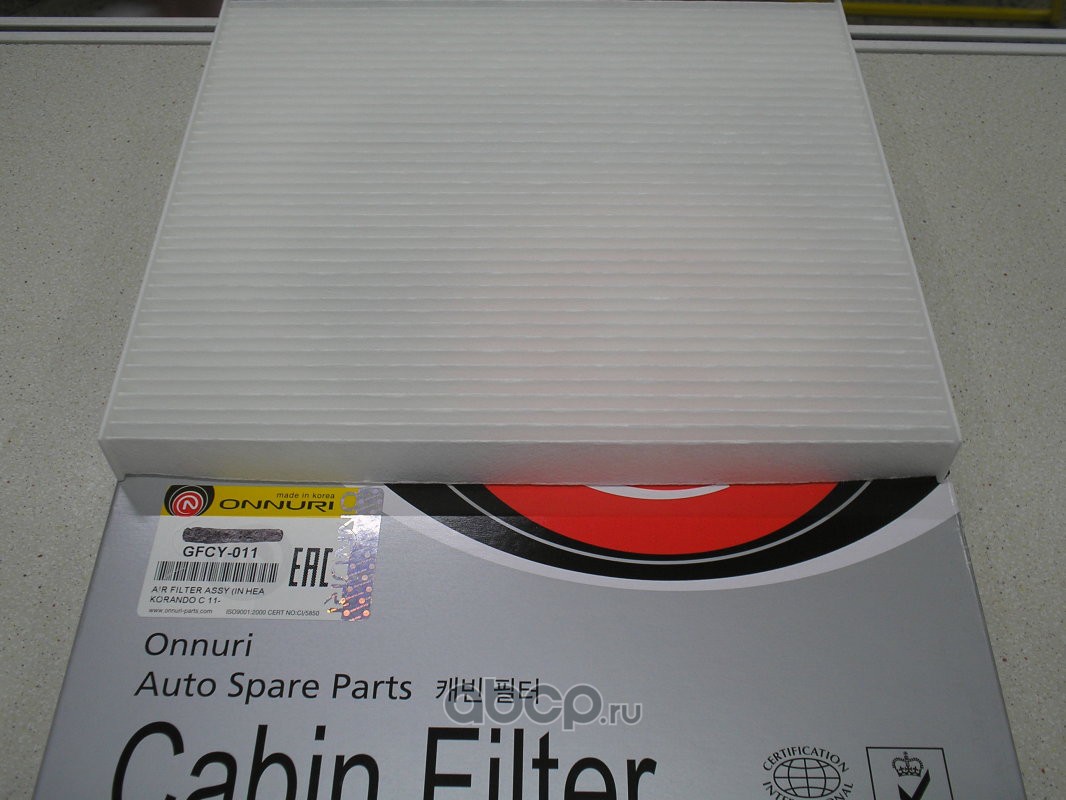 made in korea
ONNURI
GFCY-011
EAC
AIR FILTER ASSY (IN HEA
KORANDO C 11-
www.onnuri-parts.com ISO9001:2000 CERT NO:CI/5850
Onnuri
Auto Spare Parts 캐빈 필터
abcp.ru
Cabin Filter
CERTIFICATION
INTERNATIONAL